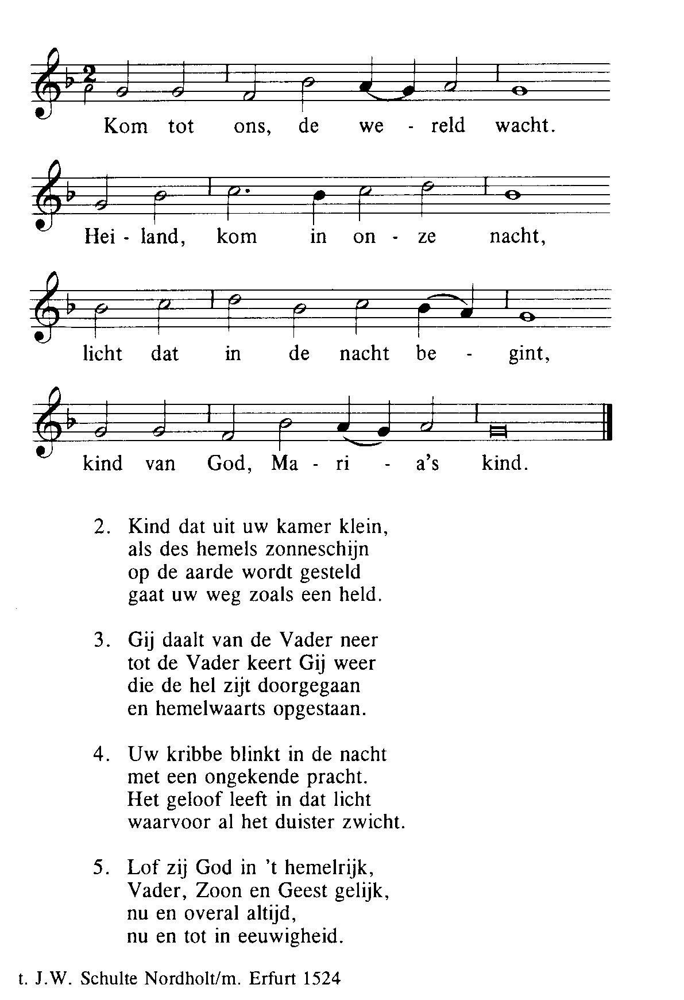 2
Kom tot ons, de we - reld wacht.
Hei - land, kom in on - ze nacht,
licht dat in de nacht be - gint,
kind van God, Ma - ri - a's kind.
2. Kind dat uit uw kamer klein,
als des hemels zonneschijn
op de aarde wordt gesteld
gaat uw weg zoals een held.
3. Gij daalt van de Vader neer
tot de Vader keert Gij weer
die de hel zijt doorgegaan
en hemelwaarts opgestaan.
4. Uw kribbe blinkt in de nacht
met een ongekende pracht.
Het geloof leeft in dat licht
waarvoor al het duister zwicht.
5. Lof zij God in 't hemelrijk,
Vader, Zoon en Geest gelijk,
nu en overal altijd,
nu en tot in eeuwigheid.
t. J.W. Schulte Nordholt/m. Erfurt 1524